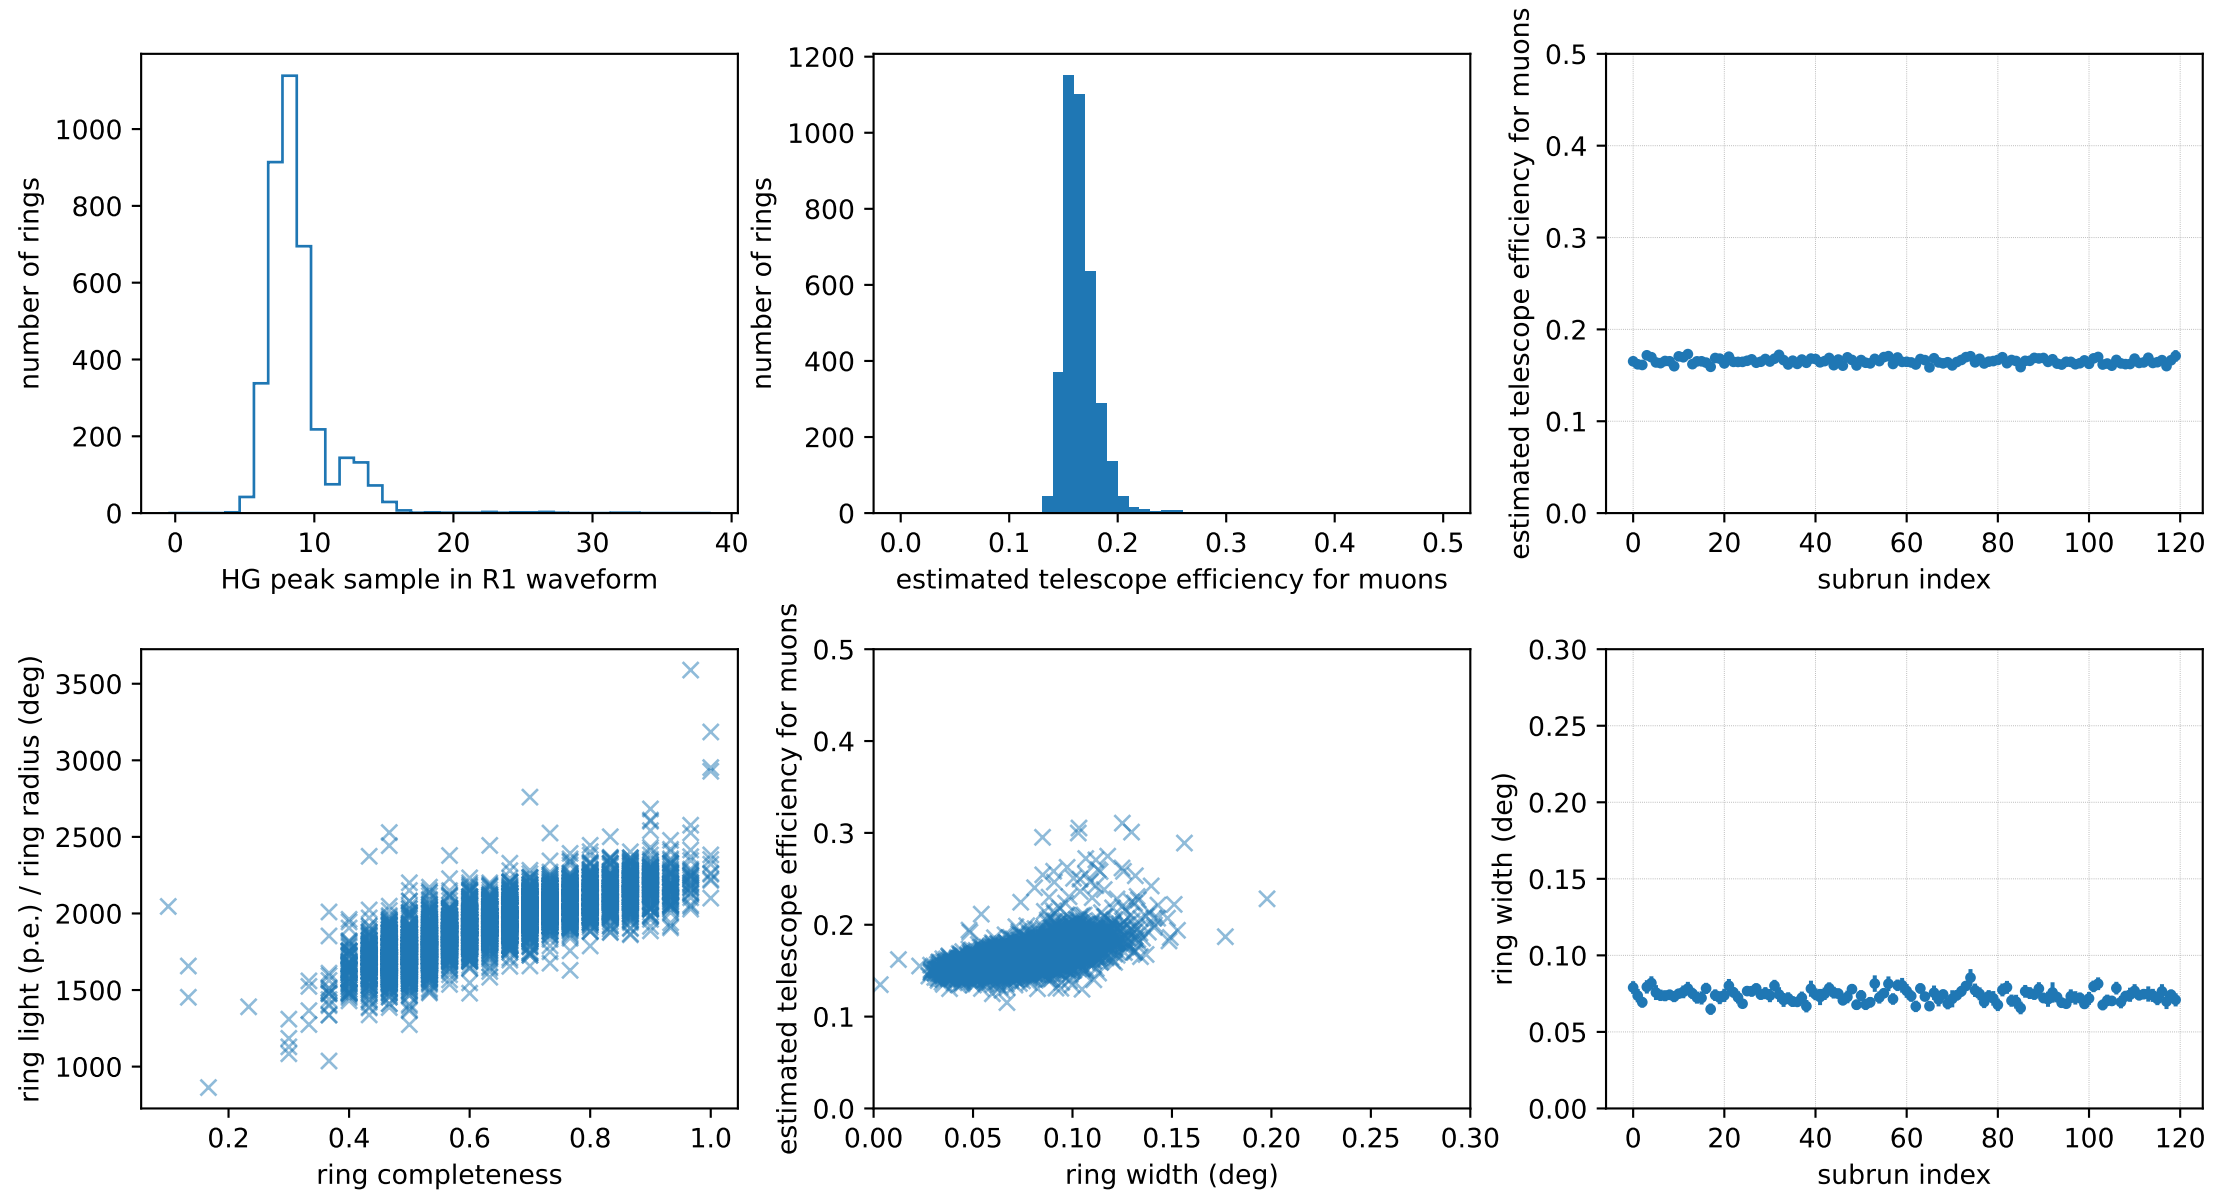 number of rings
1000
800
600
400
200
0
0 10 20 30 40
HG peak sample in R1 waveform
number of rings
1200
1000
800
600
400
200
0
0.0 0.1 0.2 0.3 0.4 0.5
estimated telescope efficiency for muons
estimated telescope efficiency for muons
0.5
0.4
0.3
0.2
0.1
0.0
0 20 40 60 80 100 120
subrun index
ring light (p.e.) / ring radius (deg)
3500
3000
2500
2000
1500
1000
0.2 0.4 0.6 0.8 1.0
ring completeness
estimated telescope efficiency for muons
0.5
0.4
0.3
0.2
0.1
0.0
0.00 0.05 0.10 0.15 0.20 0.25 0.30
ring width (deg)
ring width (deg)
0.30
0.25
0.20
0.15
0.10
0.05
0.00
0 20 40 60 80 100 120
subrun index